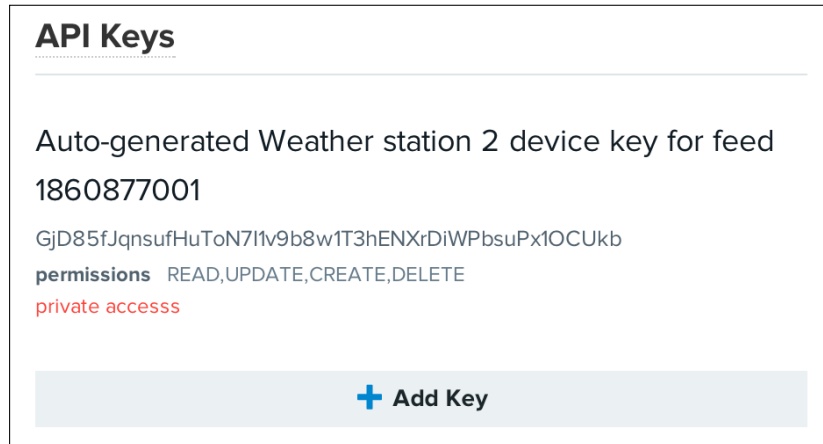 API Keys
Auto-generated Weather station 2 device key for feed
1860877001
GjD85fJqnsufHuToN7I1v9b8w1T3hENXrDiWPbsuPx1OCUkb
permissions READ,UPDATE,CREATE,DELETE
private accesss
Add Key